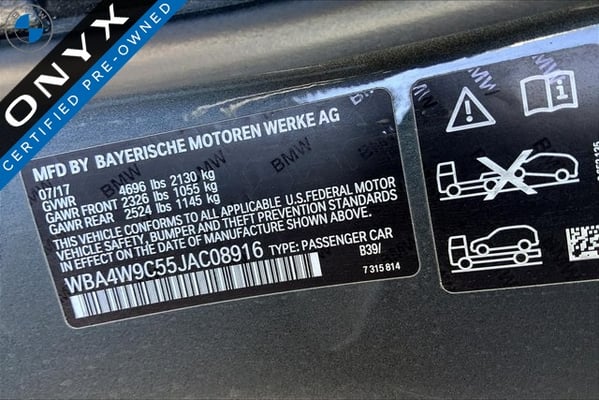 BMW
ONYX
CERTIFIED PRE-OWNED
MFD BY BAYERISCHE MOTOREN WERKE AG
07/17 4696 lbs 2130 kg
GVWR
GAWR FRONT 2326 lbs 1055 kg
GAWR REAR 2524 lbs 1145 kg
THIS VEHICLE CONFORMS TO ALL APPLICABLE U.S.FEDERAL MOTOR
VEHICLE SAFETY, BUMPER AND THEFT PREVENTION STANDARDS
IN EFFECT ON THE DATE OF MANUFACTURE SHOWN ABOVE.
WBA4W9C55JAC08916 TYPE: PASSENGER CAR
B39/
7 315 814